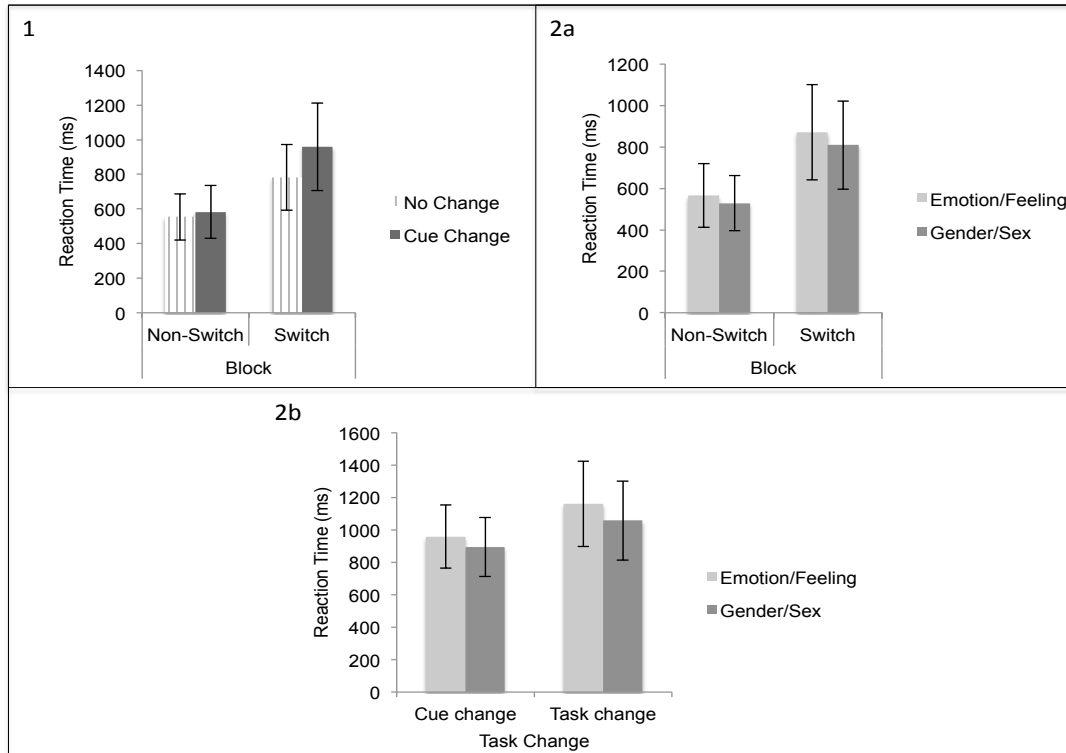 1
1400
1200
1000
800
600
400
200
0
Reaction Time (ms)
Non-Switch Switch
Block
No Change
Cue Change
2a
1200
1000
800
600
400
200
0
Reaction Time (ms)
Non-Switch Switch
Block
Emotion/Feeling
Gender/Sex
2b
1600
1400
1200
1000
800
600
400
200
0
Reaction Time (ms)
Cue change Task change
Task Change
Emotion/Feeling
Gender/Sex